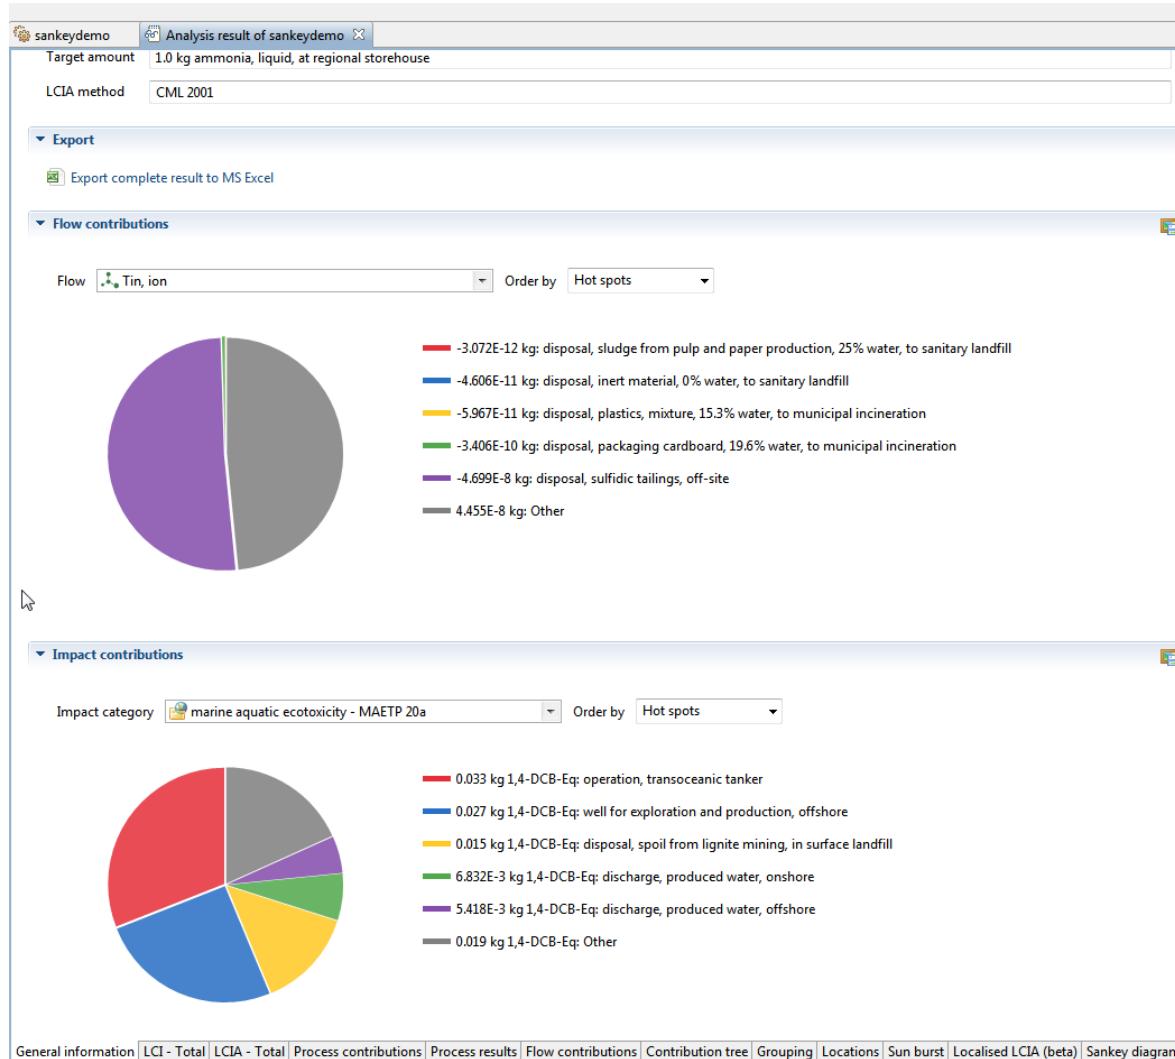 sankeydemo
Analysis result of sankeydemo
Target amount 1.0 kg ammonia, liquid, at regional storehouse
LCIA method CML 2001
Export
Export complete result to MS Excel
Flow contributions
Flow Tin, ion Order by Hot spots
-3.072E-12 kg: disposal, sludge from pulp and paper production, 25% water, to sanitary landfill
-4.606E-11 kg: disposal, inert material, 0% water, to sanitary landfill
-5.967E-11 kg: disposal, plastics, mixture, 15.3% water, to municipal incineration
-3.406E-10 kg: disposal, packaging cardboard, 19.6% water, to municipal incineration
-4.699E-8 kg: disposal, sulfidic tailings, off-site
4.455E-8 kg: Other
Impact contributions
Impact category marine aquatic ecotoxicity - MAETP 20a Order by Hot spots
0.033 kg 1,4-DCB-Eq: operation, transoceanic tanker
0.027 kg 1,4-DCB-Eq: well for exploration and production, offshore
0.015 kg 1,4-DCB-Eq: disposal, spoil from lignite mining, in surface landfill
6.832E-3 kg 1,4-DCB-Eq: discharge, produced water, onshore
5.418E-3 kg 1,4-DCB-Eq: discharge, produced water, offshore
0.019 kg 1,4-DCB-Eq: Other
General information LCI - Total LCIA - Total Process contributions Process results Flow contributions Contribution tree Grouping Locations Sun burst Localised LCIA (beta) Sankey diagram